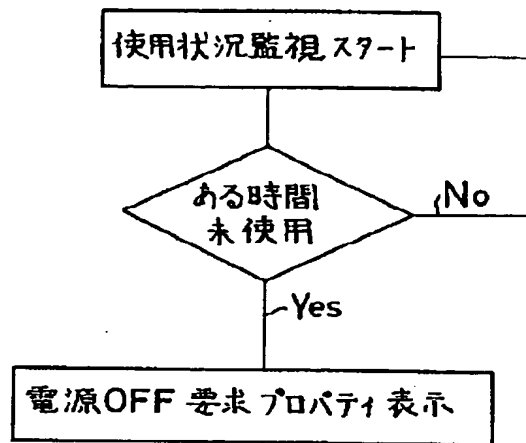 使用状況監視スタート
ある時間
未使用
No
Yes
電源OFF要求プロパティ表示